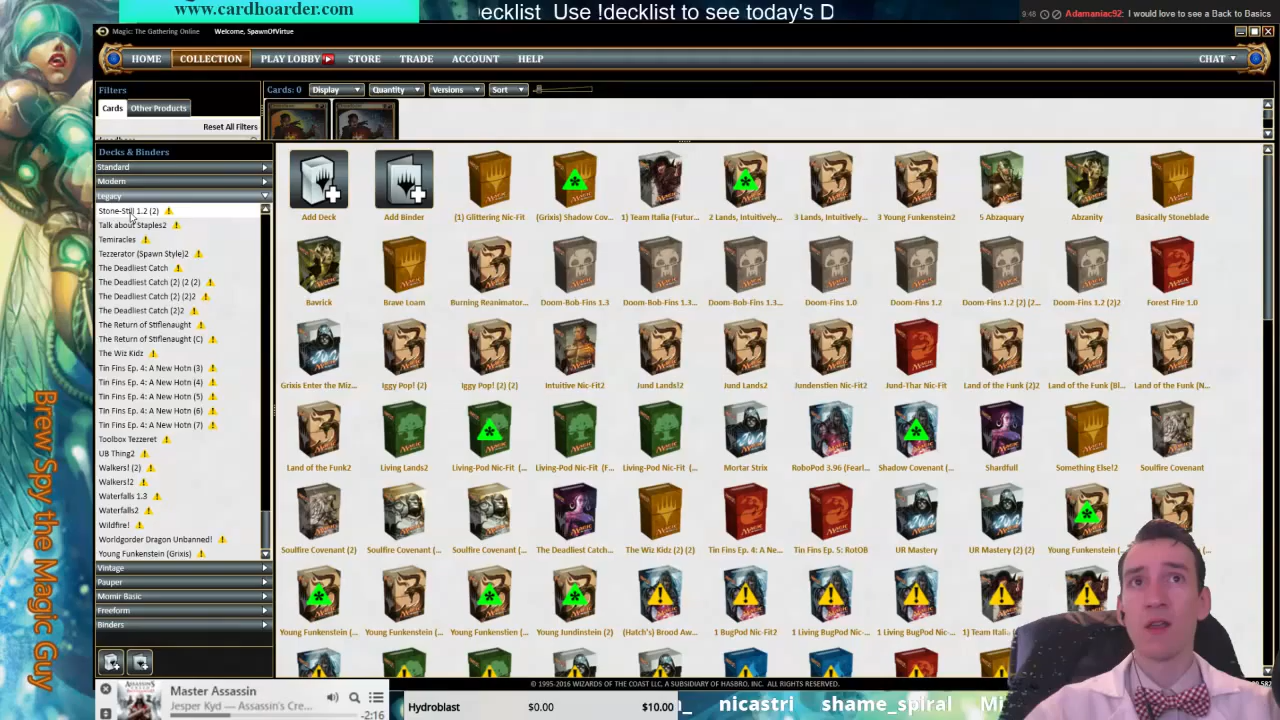 www.cardhoarder.com
ecklist Use !decklist to see today's D
9:48 Adamaniac92: I would love to see a Back to Basics
Magic: The Gathering Online Welcome, SpawnOfVirtue
HOME COLLECTION PLAY LOBBY STORE TRADE ACCOUNT HELP CHAT
Filters Cards: 0 Display Quantity Versions Sort
Cards Other Products
Reset All Filters
Decks & Binders
Standard
Modern
Legacy
Stone-Still 1.2 (2)
Talk about Staples2
Temiracles
Tezzerator (Spawn Style)2
The Deadliest Catch
The Deadliest Catch (2) (2 (2)
The Deadliest Catch (2) (2)2
The Deadliest Catch (2)2
The Return of Stiflenaught
The Return of Stiflenaught (C)
The Wiz Kidz
Tin Fins Ep. 4: A New Hotn (3)
Tin Fins Ep. 4: A New Hotn (4)
Tin Fins Ep. 4: A New Hotn (5)
Tin Fins Ep. 4: A New Hotn (6)
Tin Fins Ep. 4: A New Hotn (7)
Toolbox Tezzeret
UB Thing2
Walkers! (2)
Walkers!2
Waterfalls 1.3
Waterfalls2
Wildfire!
Worldgorder Dragon Unbanned!
Young Funkenstein (Grixis)
Vintage
Pauper
Momir Basic
Freeform
Binders
Add Deck Add Binder (1) Glittering Nic-Fit (Grixis) Shadow Cov... 1) Team Italia (Futur... 2 Lands, Intuitively... 3 Lands, Intuitively... 3 Young Funkenstein2 5 Abzaquary Abzanity Basically Stoneblade
Bavrick Brave Loam Burning Reanimator... Doom-Bob-Fins 1.3 Doom-Bob-Fins 1.3... Doom-Bob-Fins 1.3... Doom-Fins 1.0 Doom-Fins 1.2 Doom-Fins 1.2 (2) (2... Doom-Fins 1.2 (2)2 Forest Fire 1.0
Grixis Enter the Miz... Iggy Pop! (2) Iggy Pop! (2) (2) Intuitive Nic-Fit2 Jund Lands!2 Jund Lands2 Jundenstien Nic-Fit2 Jund-Thar Nic-Fit Land of the Funk (2)2 Land of the Funk (Bl... Land of the Funk (N...
Land of the Funk2 Living Lands2 Living-Pod Nic-Fit (... Living-Pod Nic-Fit (F... Living-Pod Nic-Fit (... Mortar Strix RoboPod 3.96 (Fearl... Shadow Covenant (... Shardfull Something Else!2 Soulfire Covenant
Soulfire Covenant (2) Soulfire Covenant (... Soulfire Covenant (... The Deadliest Catch... The Wiz Kidz (2) (2) Tin Fins Ep. 4: A Ne... Tin Fins Ep. 5: RotOB UR Mastery UR Mastery (2) (2) Young Funkenstein (...
Young Funkenstein (... Young Funkenstein (... Young Funkenstien (... Young Jundinstein (2) (Hatch's) Brood Aw... 1 BugPod Nic-Fit2 1 Living BugPod Nic-... 1 Living BugPod Nic-... 1) Team Italia
© 1995-2016 WIZARDS OF THE COAST LLC, A SUBSIDIARY OF HASBRO, INC. ALL RIGHTS RESERVED.
Brew Spy the Magic Guy
Master Assassin
Jesper Kyd — Assassin's Cre...
-2:16
Hydroblast $0.00 $10.00
nicastri shame_spiral